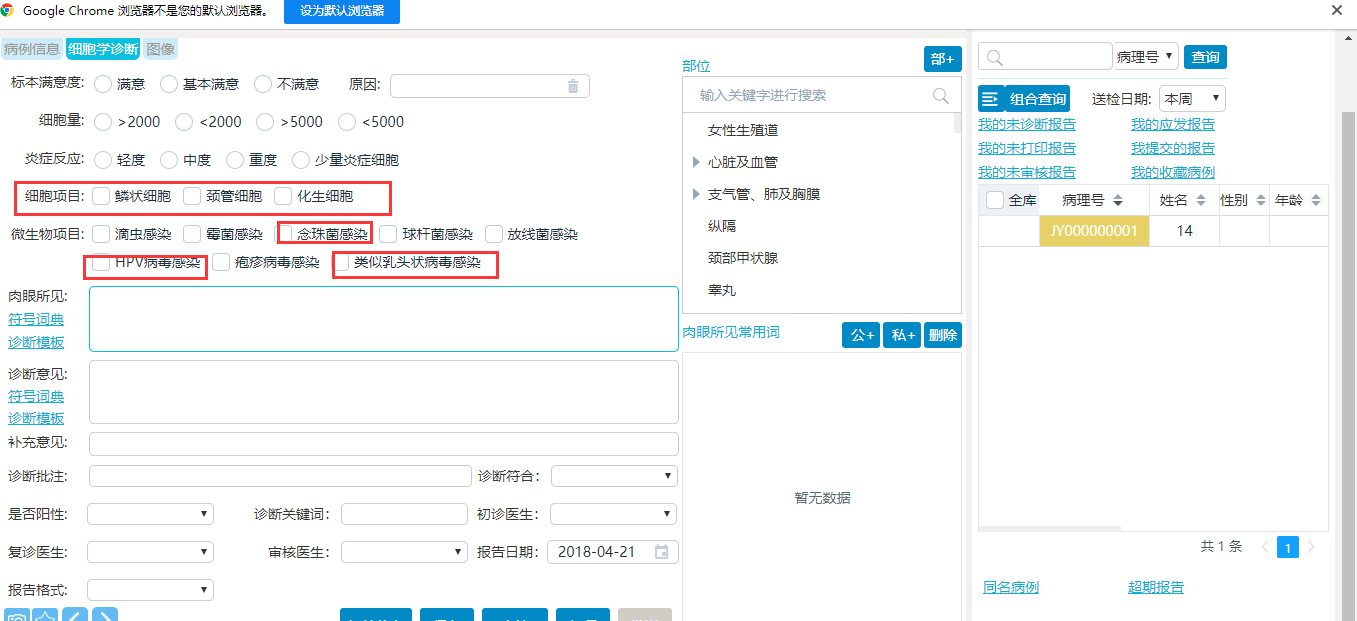 Google Chrome 浏览器不是您的默认浏览器。 设为默认浏览器
病例信息 细胞学诊断 图像
标本满意度: 满意 基本满意 不满意 原因:
细胞量: >2000 <2000 >5000 <5000
炎症反应: 轻度 中度 重度 少量炎症细胞
细胞项目: 鳞状细胞 颈管细胞 化生细胞
微生物项目: 滴虫感染 霉菌感染 念珠菌感染 球杆菌感染 放线菌感染
HPV病毒感染 疱疹病毒感染 类似乳头状病毒感染
肉眼所见:
符号词典
诊断模板
诊断意见:
符号词典
诊断模板
补充意见:
诊断批注: 诊断符合:
是否阳性: 诊断关键词: 初诊医生:
复诊医生: 审核医生: 报告日期: 2018-04-21
报告格式:
部位 部+
输入关键字进行搜索
女性生殖道
心脏及血管
支气管、肺及胸膜
纵隔
颈部甲状腺
睾丸
肉眼所见常用词 公+ 私+ 删除
暂无数据
病理号 查询
组合查询 送检日期: 本周
我的未诊断报告 我的应发报告
我的未打印报告 我提交的报告
我的未审核报告 我的收藏病例
全库 病理号 姓名 性别 年龄
JY000000001 14
共 1 条 1
同名病例 超期报告